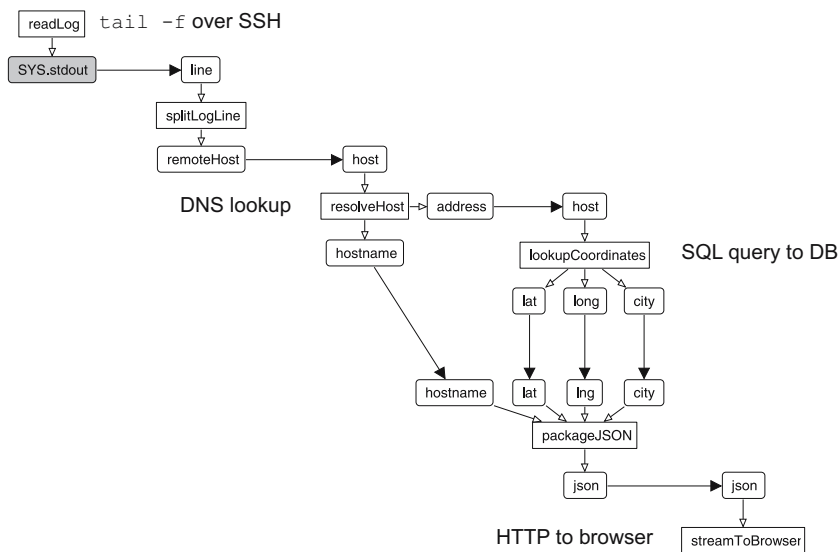 readLog tail -f over SSH
SYS.stdout line
splitLogLine
remoteHost host
DNS lookup resolveHost address host
hostname lookupCoordinates SQL query to DB
lat long city
hostname lat lng city
packageJSON
json json
HTTP to browser streamToBrowser